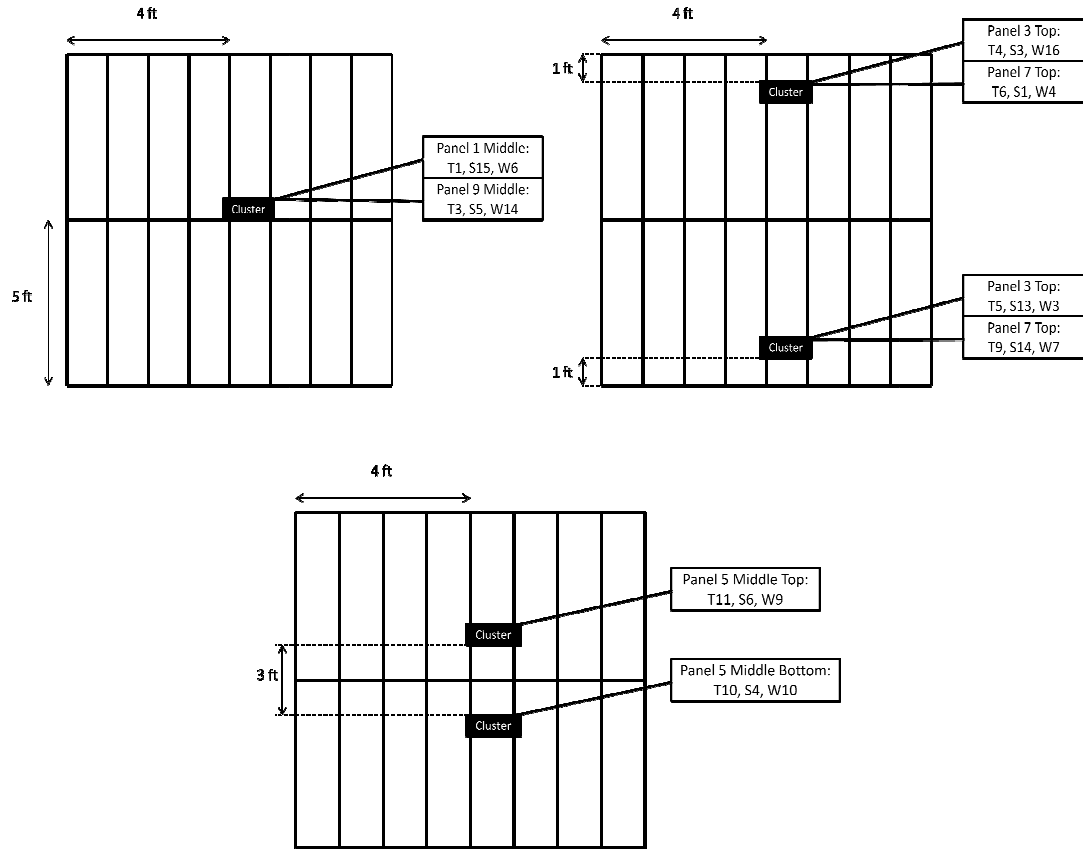 4 ft
Cluster
Panel 1 Middle:
T1, S15, W6
Panel 9 Middle:
T3, S5, W14
5 ft
4 ft
1 ft
Cluster
Panel 3 Top:
T4, S3, W16
Panel 7 Top:
T6, S1, W4
Cluster
Panel 3 Top:
T5, S13, W3
Panel 7 Top:
T9, S14, W7
1 ft
4 ft
Cluster
Panel 5 Middle Top:
T11, S6, W9
3 ft
Cluster
Panel 5 Middle Bottom:
T10, S4, W10